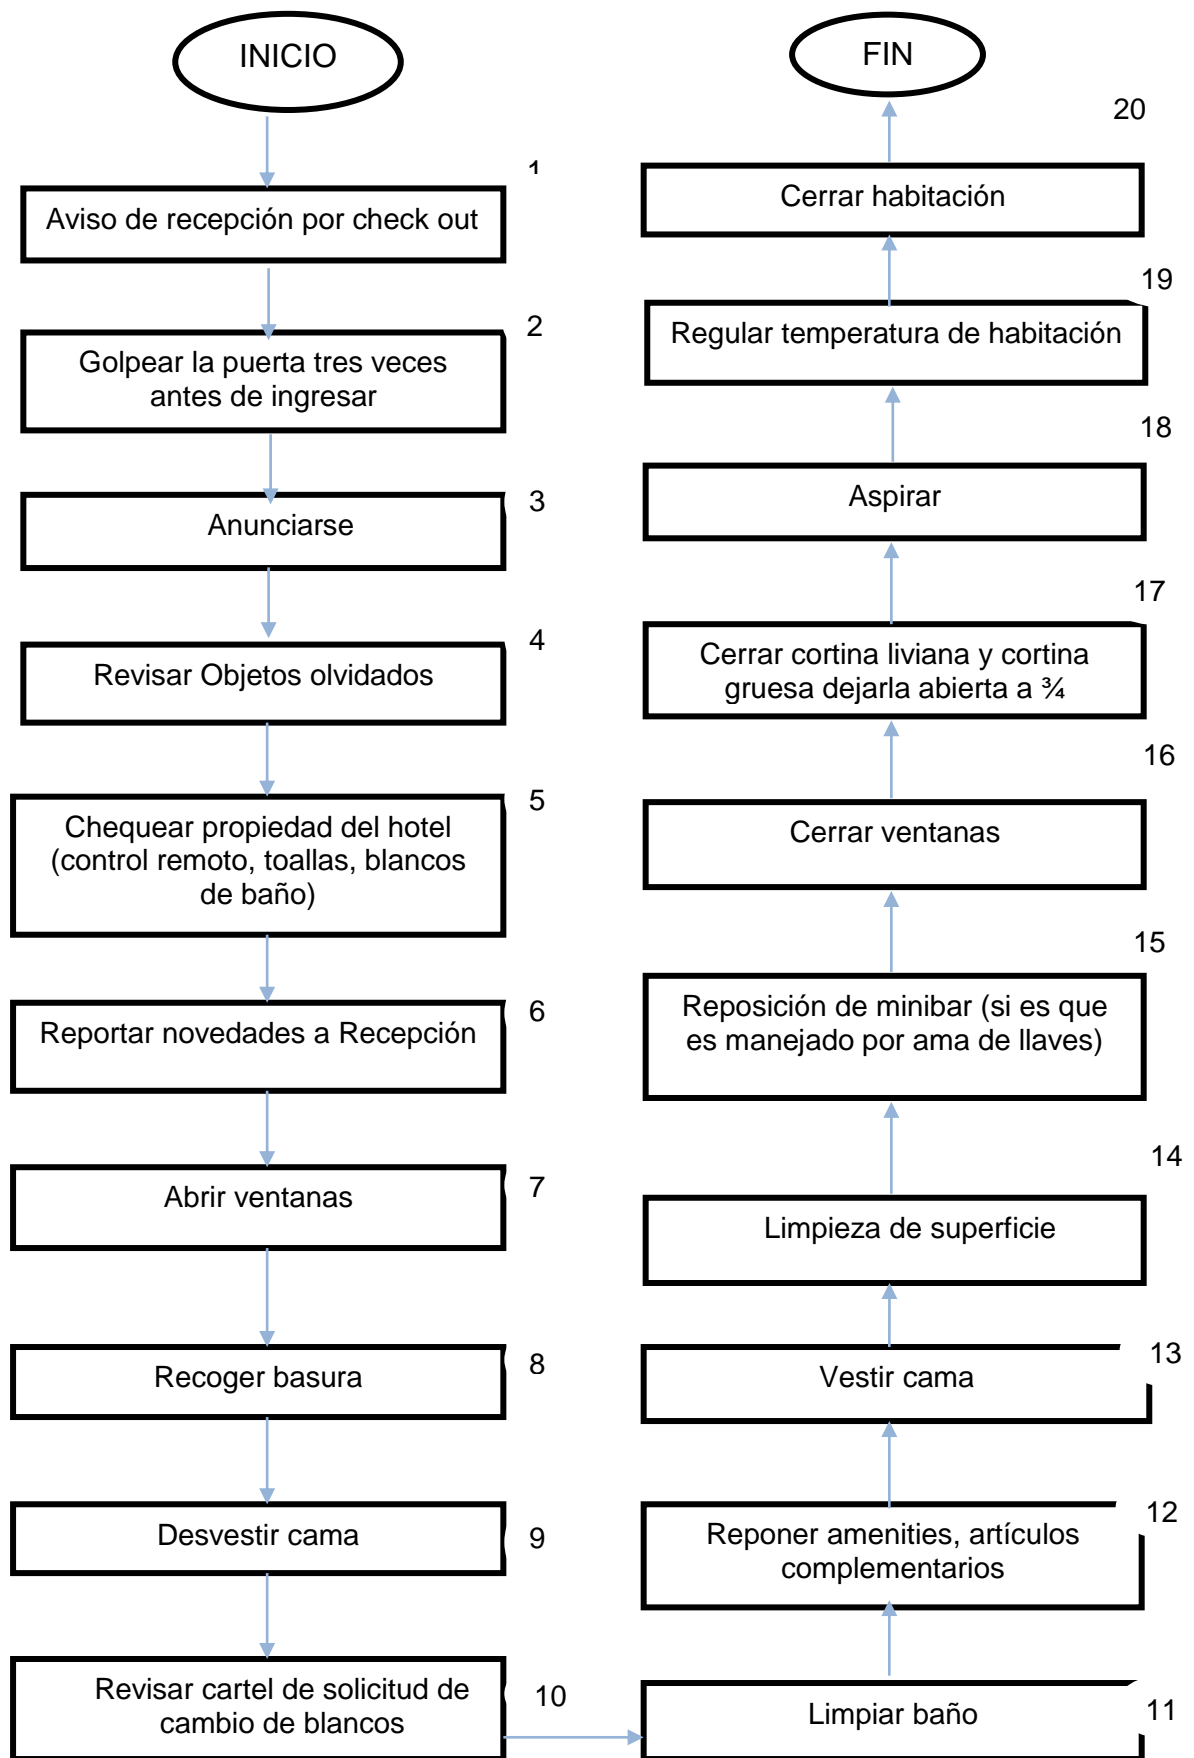 INICIO
1
Aviso de recepción por check out
2
Golpear la puerta tres veces
antes de ingresar
3
Anunciarse
4
Revisar Objetos olvidados
5
Chequear propiedad del hotel
(control remoto, toallas, blancos
de baño)
6
Reportar novedades a Recepción
7
Abrir ventanas
8
Recoger basura
9
Desvestir cama
10
Revisar cartel de solicitud de
cambio de blancos
11
Limpiar baño
12
Reponer amenities, artículos
complementarios
13
Vestir cama
14
Limpieza de superficie
15
Reposición de minibar (si es que
es manejado por ama de llaves)
16
Cerrar ventanas
17
Cerrar cortina liviana y cortina
gruesa dejarla abierta a ¾
18
Aspirar
19
Regular temperatura de habitación
20
Cerrar habitación
FIN